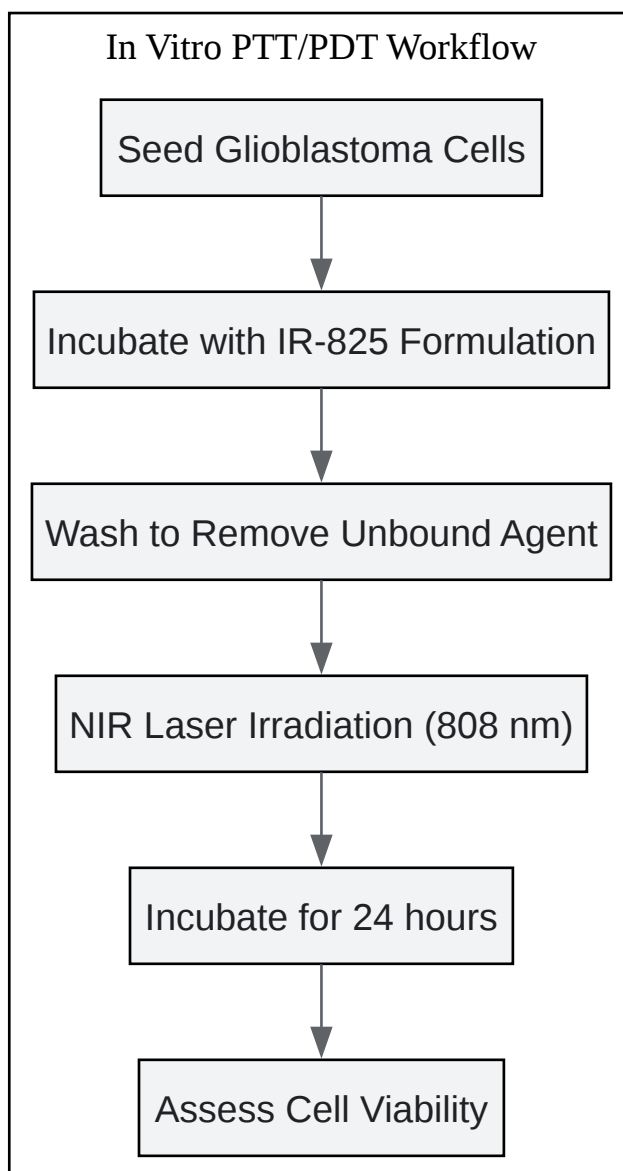 In Vitro PTT/PDT Workflow
Seed Glioblastoma Cells
Incubate with IR-825 Formulation
Wash to Remove Unbound Agent
NIR Laser Irradiation (808 nm)
Incubate for 24 hours
Assess Cell Viability